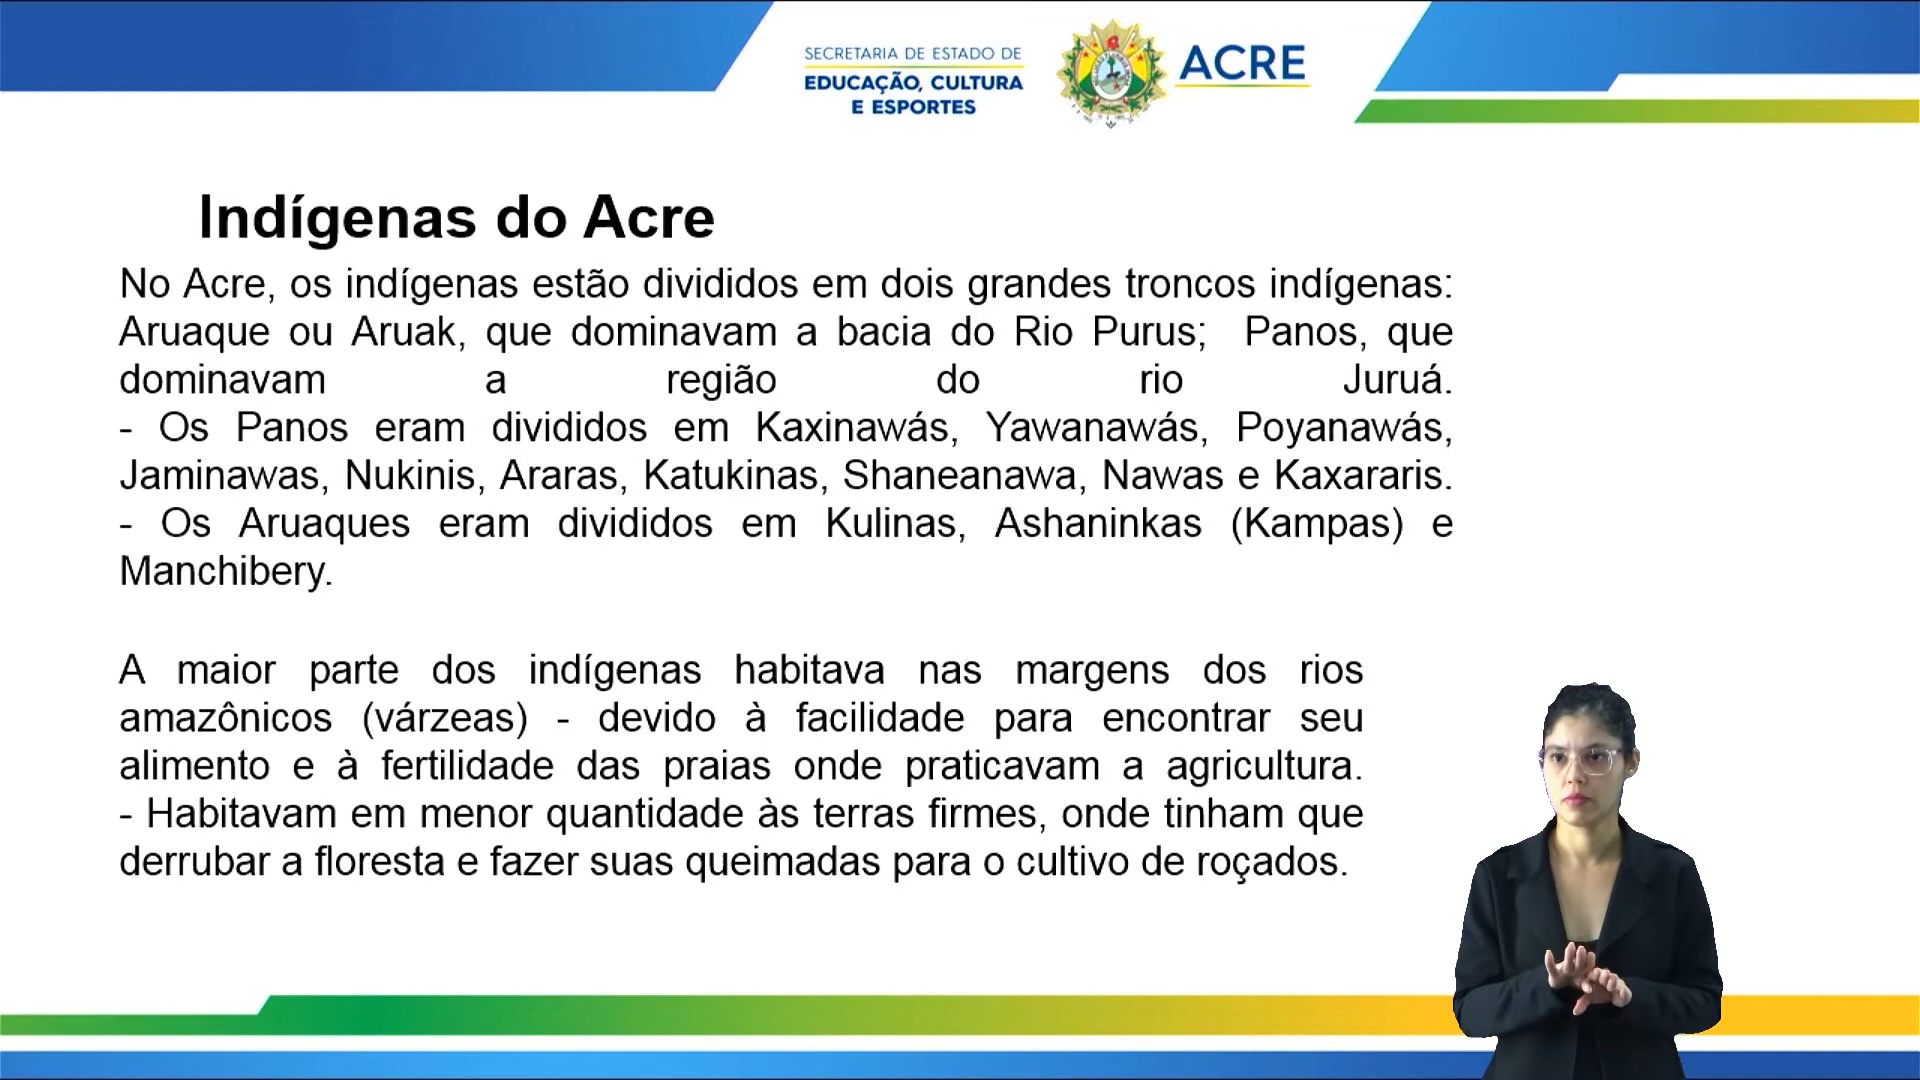 SECRETARIA DE ESTADO DE
EDUCAÇÃO, CULTURA
E ESPORTES
ACRE
Indígenas do Acre
No Acre, os indígenas estão divididos em dois grandes troncos indígenas:
Aruaque ou Aruak, que dominavam a bacia do Rio Purus; Panos, que
dominavam a região do rio Juruá.
- Os Panos eram divididos em Kaxinawás, Yawanawás, Poyanawás,
Jaminawas, Nukinis, Araras, Katukinas, Shaneanawa, Nawas e Kaxararis.
- Os Aruaques eram divididos em Kulinas, Ashaninkas (Kampas) e
Manchibery.
A maior parte dos indígenas habitava nas margens dos rios
amazônicos (várzeas) - devido à facilidade para encontrar seu
alimento e à fertilidade das praias onde praticavam a agricultura.
- Habitavam em menor quantidade às terras firmes, onde tinham que
derrubar a floresta e fazer suas queimadas para o cultivo de roçados.